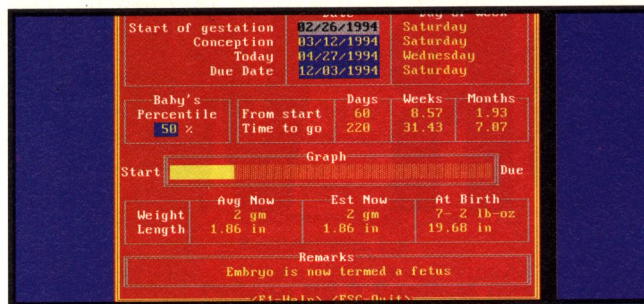 Date Day of week
Start of gestation 02/26/1994 Saturday
Conception 03/12/1994 Saturday
Today 04/27/1994 Wednesday
Due Date 12/03/1994 Saturday
Baby's Days Weeks Months
Percentile From start 60 8.57 1.93
50 % Time to go 220 31.43 7.07
Graph
Start Due
Avg Now Est Now At Birth
Weight 2 gm 2 gm 7- 2 lb-oz
Length 1.86 in 1.86 in 19.68 in
Remarks
Embryo is now termed a fetus
<F1-Help> <ESC-Quit>